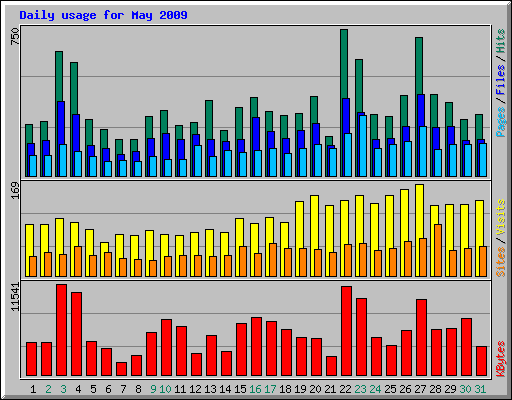 Daily usage for May 2009
750
Pages / Files / Hits
169
Sites / Visits
11541
KBytes
1 2 3 4 5 6 7 8 9 10 11 12 13 14 15 16 17 18 19 20 21 22 23 24 25 26 27 28 29 30 31